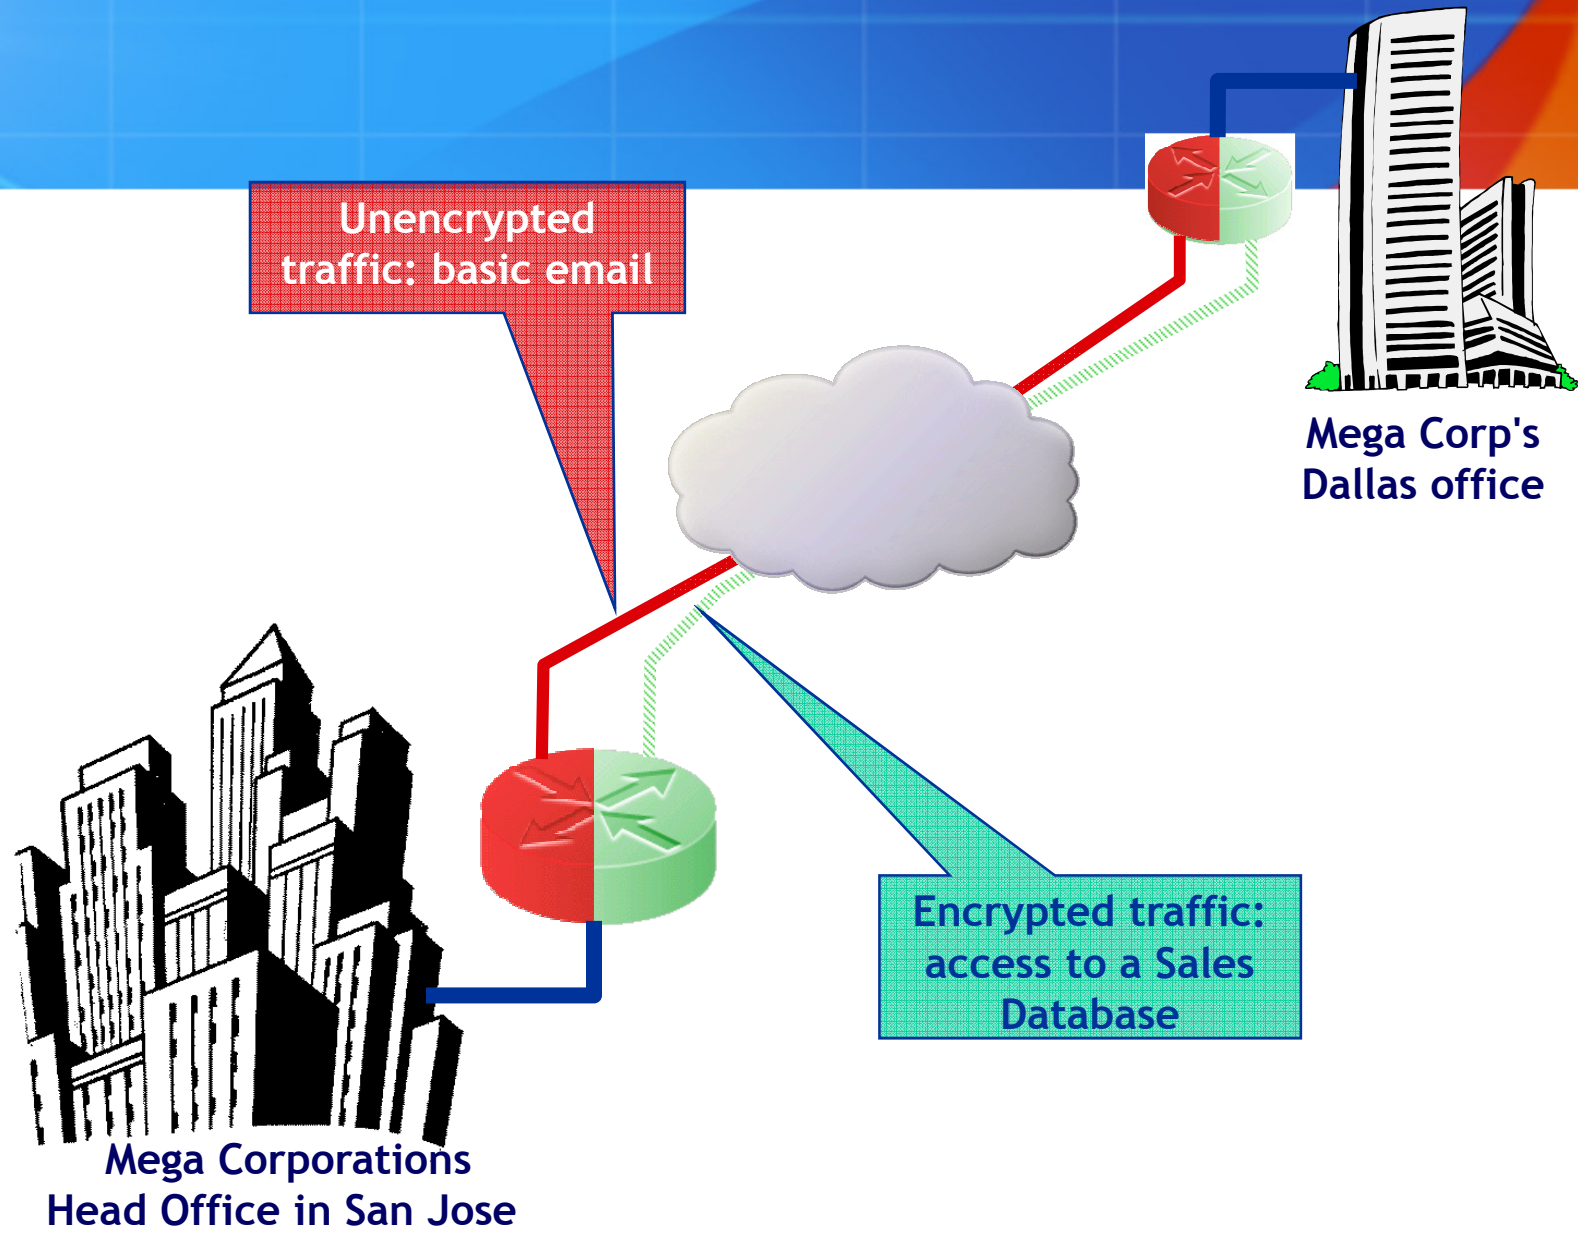 Unencrypted
traffic: basic email
Mega Corp's
Dallas office
Encrypted traffic:
access to a Sales
Database
Mega Corporations
Head Office in San Jose